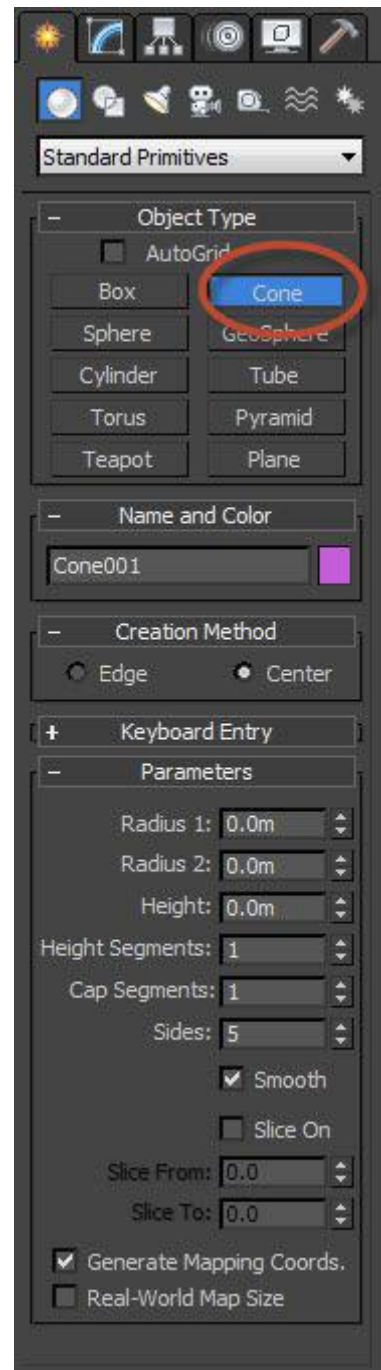 Standard Primitives
− Object Type
AutoGrid
Box Cone
Sphere GeoSphere
Cylinder Tube
Torus Pyramid
Teapot Plane
− Name and Color
Cone001
− Creation Method
Edge Center
+ Keyboard Entry
− Parameters
Radius 1: 0.0m
Radius 2: 0.0m
Height: 0.0m
Height Segments: 1
Cap Segments: 1
Sides: 5
Smooth
Slice On
Slice From: 0.0
Slice To: 0.0
Generate Mapping Coords.
Real-World Map Size